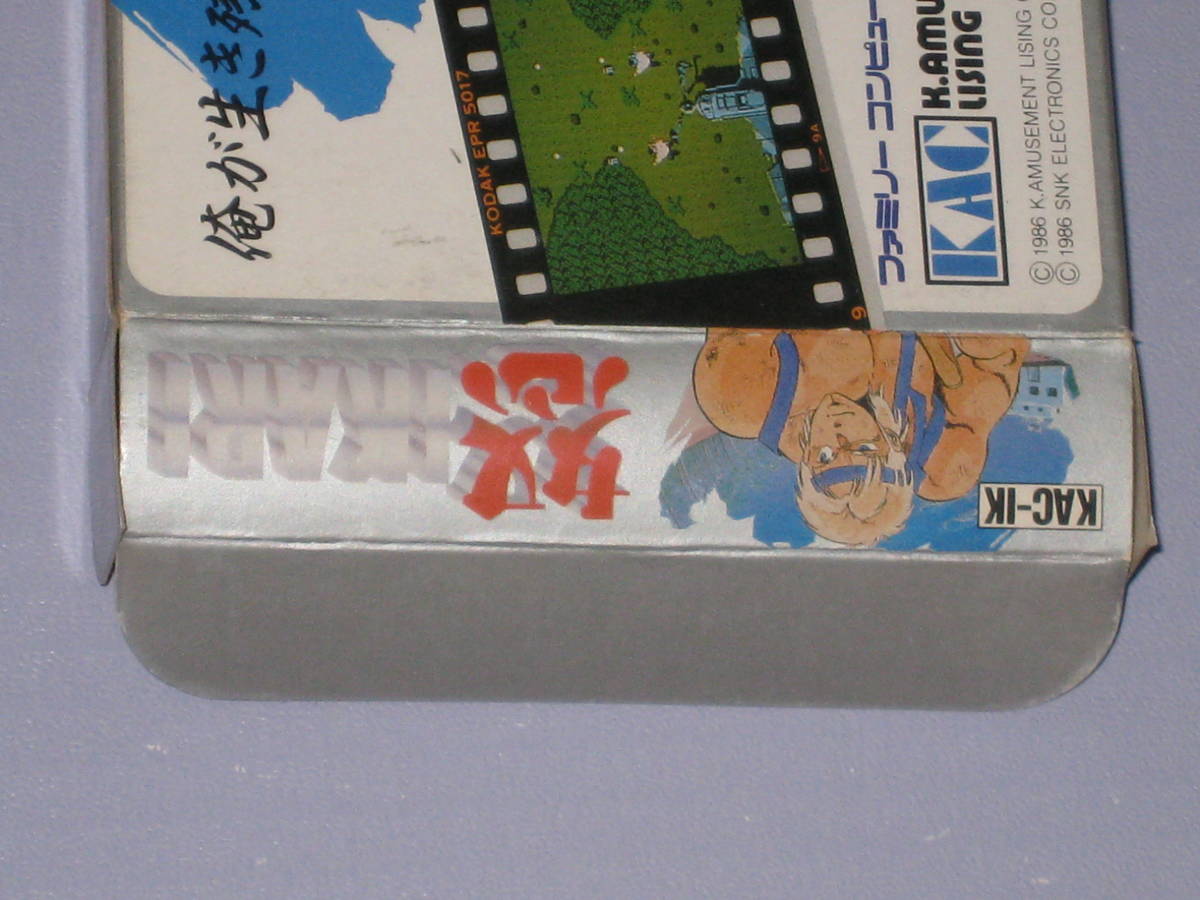 俺が生き残
KODAK EPR 5017
9A
9
ファミリー コンピュー
KAC
K.AMU
LISING
© 1986 K.AMUSEMENT LISING
© 1986 SNK ELECTRONICS CO
怒
KAC-IK